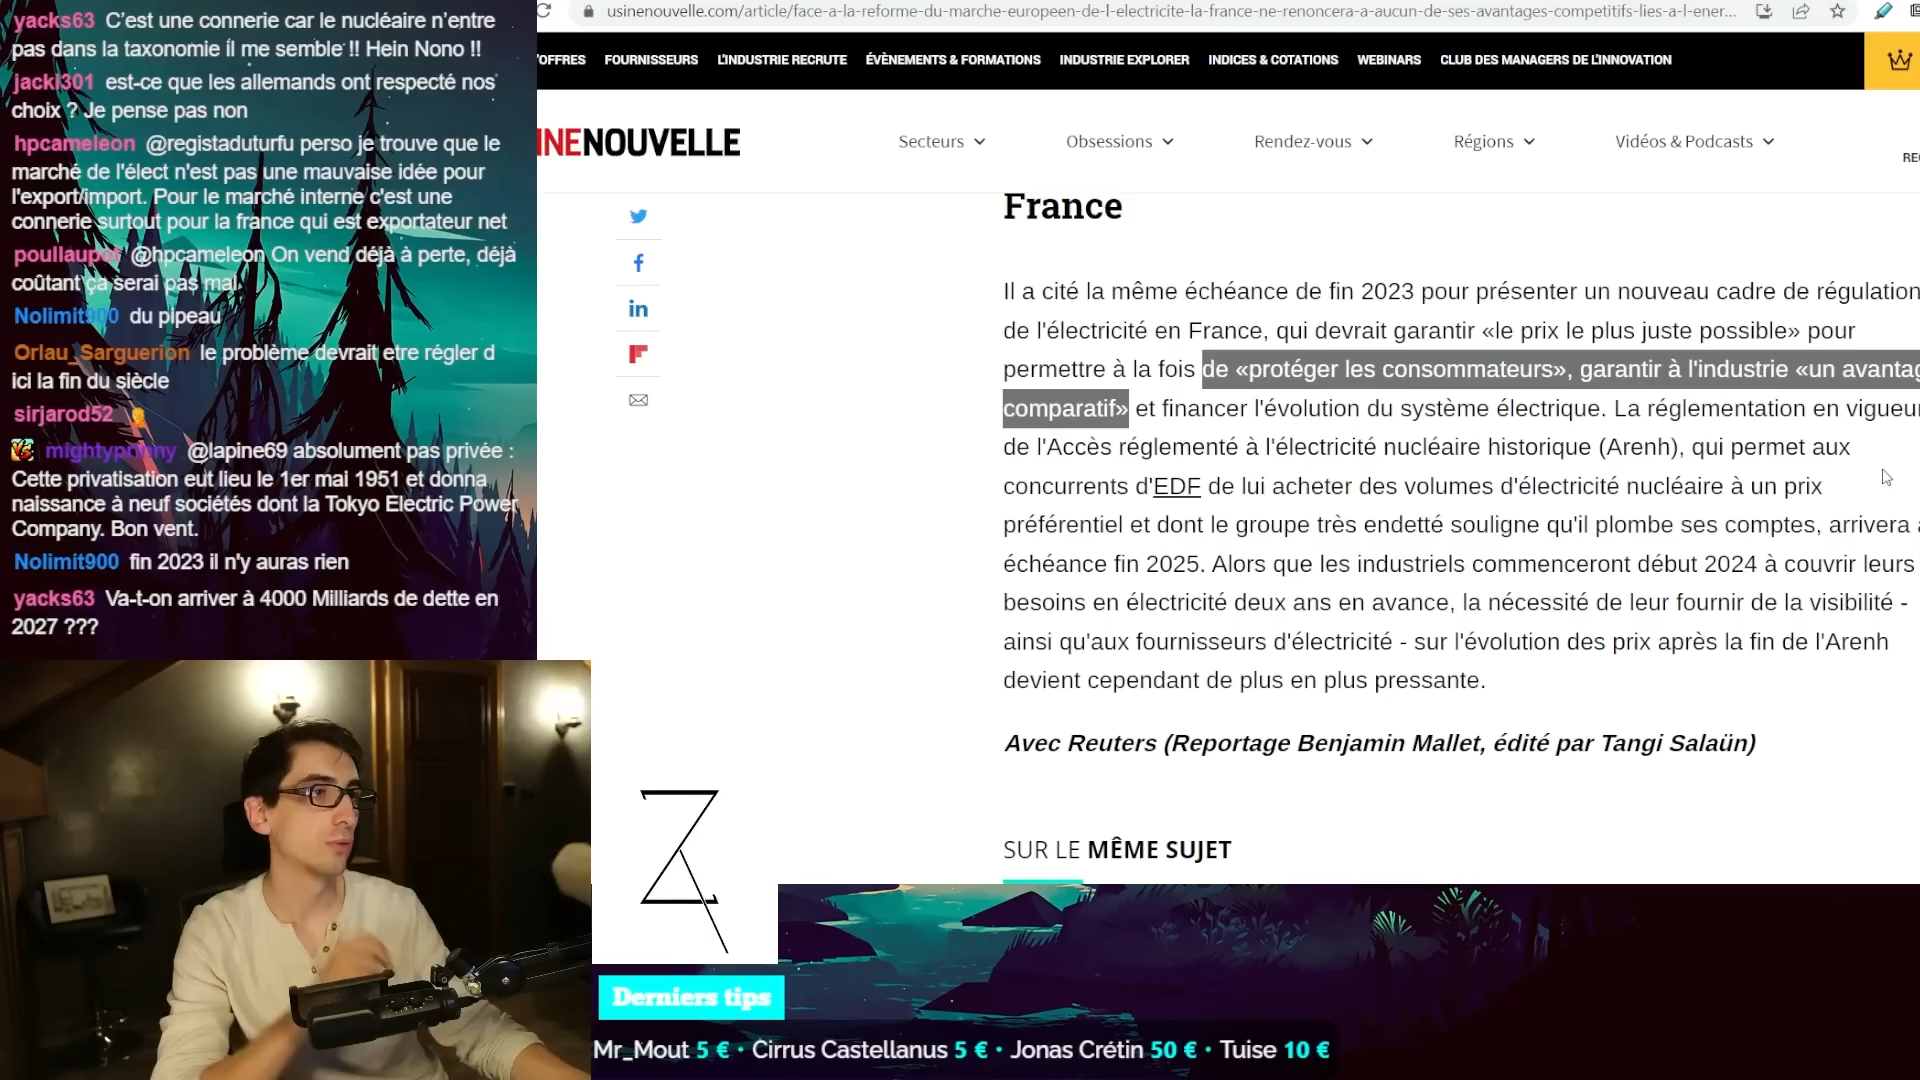 yacks63 C’est une connerie car le nucléaire n’entre
pas dans la taxonomie il me semble !! Hein Nono !!
jacki301 est-ce que les allemands ont respecté nos
choix ? Je pense pas non
hpcameleon @registaduturfu perso je trouve que le
marché de l'élect n'est pas une mauvaise idée pour
l'export/import. Pour le marché interne c'est une
connerie surtout pour la france qui est exportateur net
poullaupot @hpcameleon On vend déjà à perte, déjà
coûtant ça serai pas mal
Nolimit900 du pipeau
Orlau_Sarguerion le problème devrait etre régler d
ici la fin du siècle
sirjarod52
mightyprinny @lapine69 absolument pas privée :
Cette privatisation eut lieu le 1er mai 1951 et donna
naissance à neuf sociétés dont la Tokyo Electric Power
Company. Bon vent.
Nolimit900 fin 2023 il n'y auras rien
yacks63 Va-t-on arriver à 4000 Milliards de dette en
2027 ???
usinenouvelle.com/article/face-a-la-reforme-du-marche-europeen-de-l-electricite-la-france-ne-renoncera-a-aucun-de-ses-avantages-competitifs-lies-a-l-ener...
'OFFRES FOURNISSEURS L'INDUSTRIE RECRUTE ÉVÈNEMENTS & FORMATIONS INDUSTRIE EXPLORER INDICES & COTATIONS WEBINARS CLUB DES MANAGERS DE L'INNOVATION
INENOUVELLE Secteurs Obsessions Rendez-vous Régions Vidéos & Podcasts
REC
France
Il a cité la même échéance de fin 2023 pour présenter un nouveau cadre de régulation
de l'électricité en France, qui devrait garantir «le prix le plus juste possible» pour
permettre à la fois de «protéger les consommateurs», garantir à l'industrie «un avantag
comparatif» et financer l'évolution du système électrique. La réglementation en vigueur
de l'Accès réglementé à l'électricité nucléaire historique (Arenh), qui permet aux
concurrents d'EDF de lui acheter des volumes d'électricité nucléaire à un prix
préférentiel et dont le groupe très endetté souligne qu'il plombe ses comptes, arrivera à
échéance fin 2025. Alors que les industriels commenceront début 2024 à couvrir leurs
besoins en électricité deux ans en avance, la nécessité de leur fournir de la visibilité -
ainsi qu'aux fournisseurs d'électricité - sur l'évolution des prix après la fin de l'Arenh
devient cependant de plus en plus pressante.
Avec Reuters (Reportage Benjamin Mallet, édité par Tangi Salaün)
SUR LE MÊME SUJET
Derniers tips
Mr_Mout 5 € · Cirrus Castellanus 5 € · Jonas Crétin 50 € · Tuise 10 €